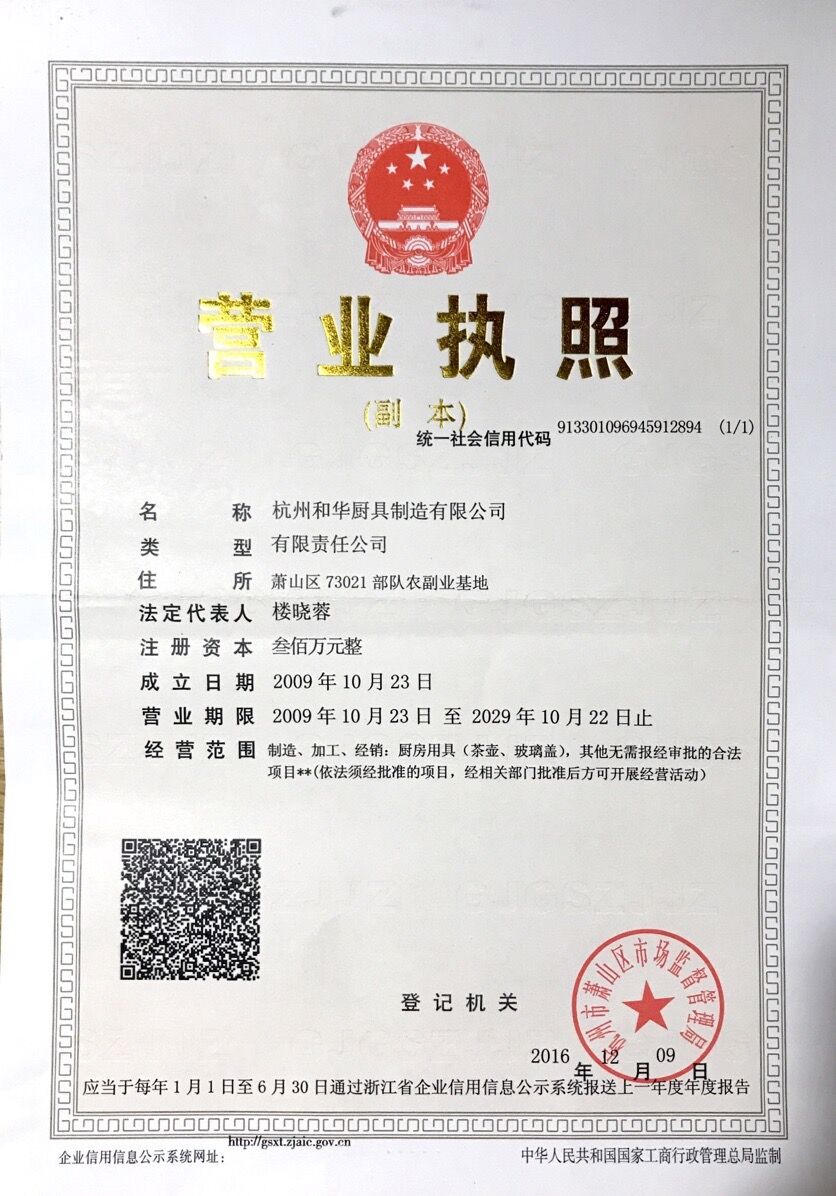 营业执照
(副 本)
统一社会信用代码 913301096945912894 (1/1)
名 称 杭州和华厨具制造有限公司
类 型 有限责任公司
住 所 萧山区 73021 部队农副业基地
法定代表人 楼晓蓉
注册资本 叁佰万元整
成立日期 2009 年 10 月 23 日
营业期限 2009 年 10 月 23 日 至 2029 年 10 月 22 日止
经营范围 制造、加工、经销：厨房用具（茶壶、玻璃盖），其他无需报经审批的合法
项目**(依法须经批准的项目，经相关部门批准后方可开展经营活动）
杭州市萧山区市场监督管理局
登记机关
2016 年 12 月 09 日
应当于每年 1 月 1 日至 6 月 30 日通过浙江省企业信用信息公示系统报送上一年度年度报告
企业信用信息公示系统网址： http://gsxt.zjaic.gov.cn
中华人民共和国国家工商行政管理总局监制